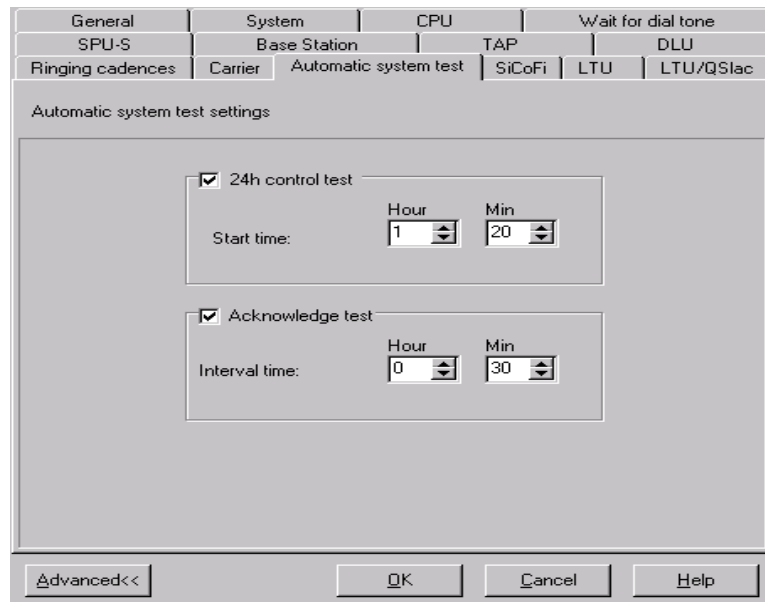 General System CPU Wait for dial tone
SPU-S Base Station TAP DLU
Ringing cadences Carrier Automatic system test SiCoFi LTU LTU/QSlac
Automatic system test settings
24h control test
Hour Min
Start time: 1 20
Acknowledge test
Hour Min
Interval time: 0 30
Advanced<< OK Cancel Help